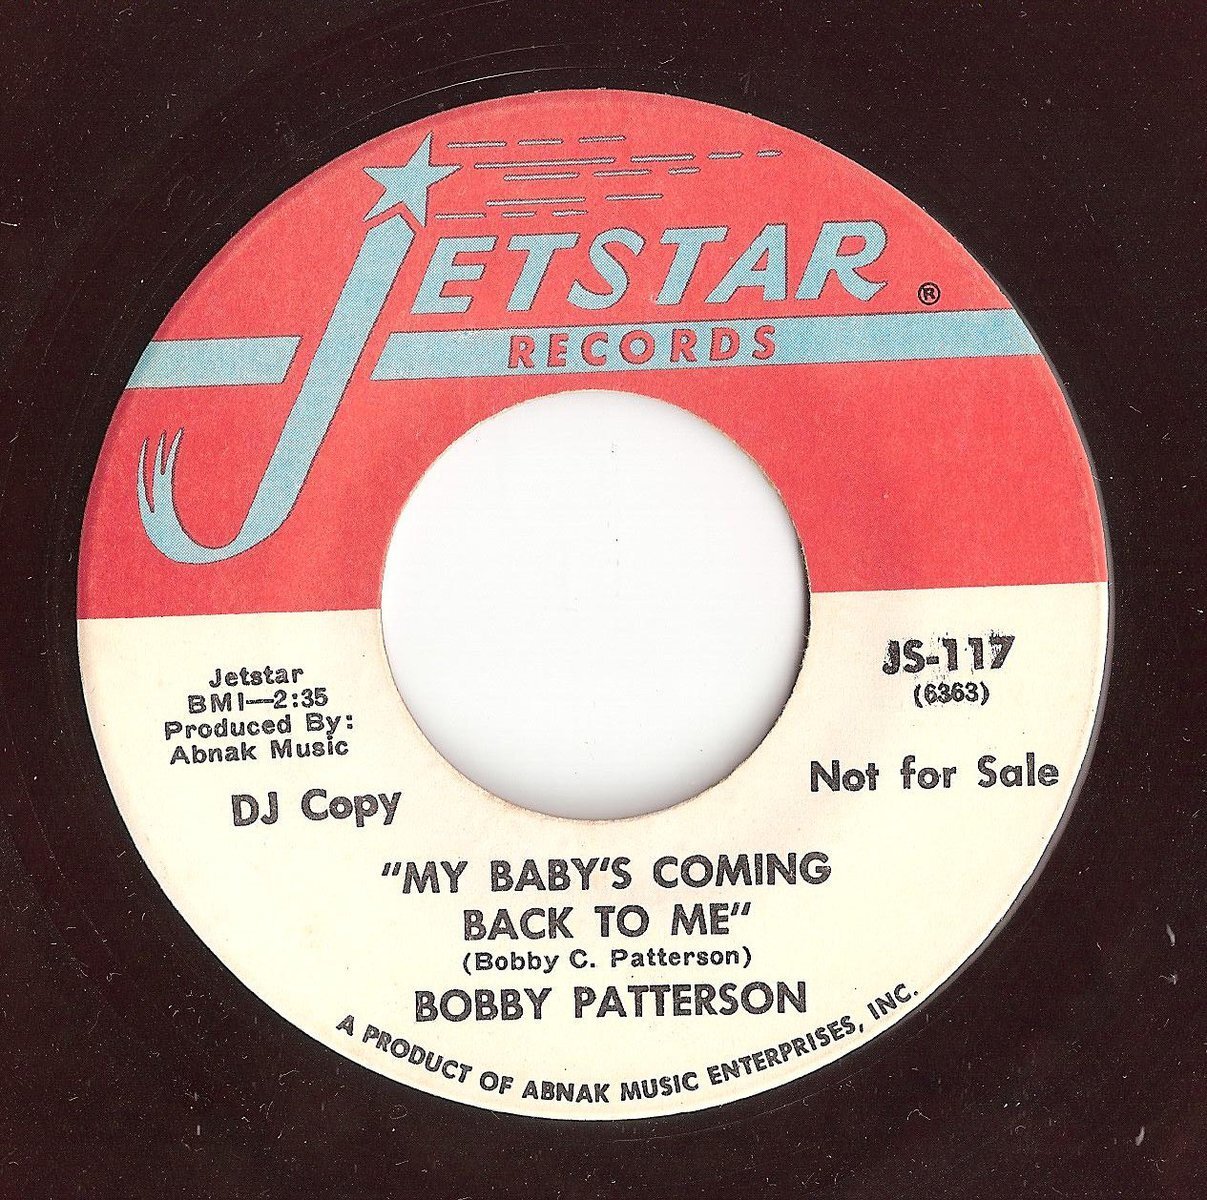 JETSTAR ®
RECORDS
Jetstar
BMI—2:35
Produced By:
Abnak Music
DJ Copy
JS-117
(6363)
Not for Sale
"MY BABY'S COMING
BACK TO ME"
(Bobby C. Patterson)
BOBBY PATTERSON
A PRODUCT OF ABNAK MUSIC ENTERPRISES, INC.